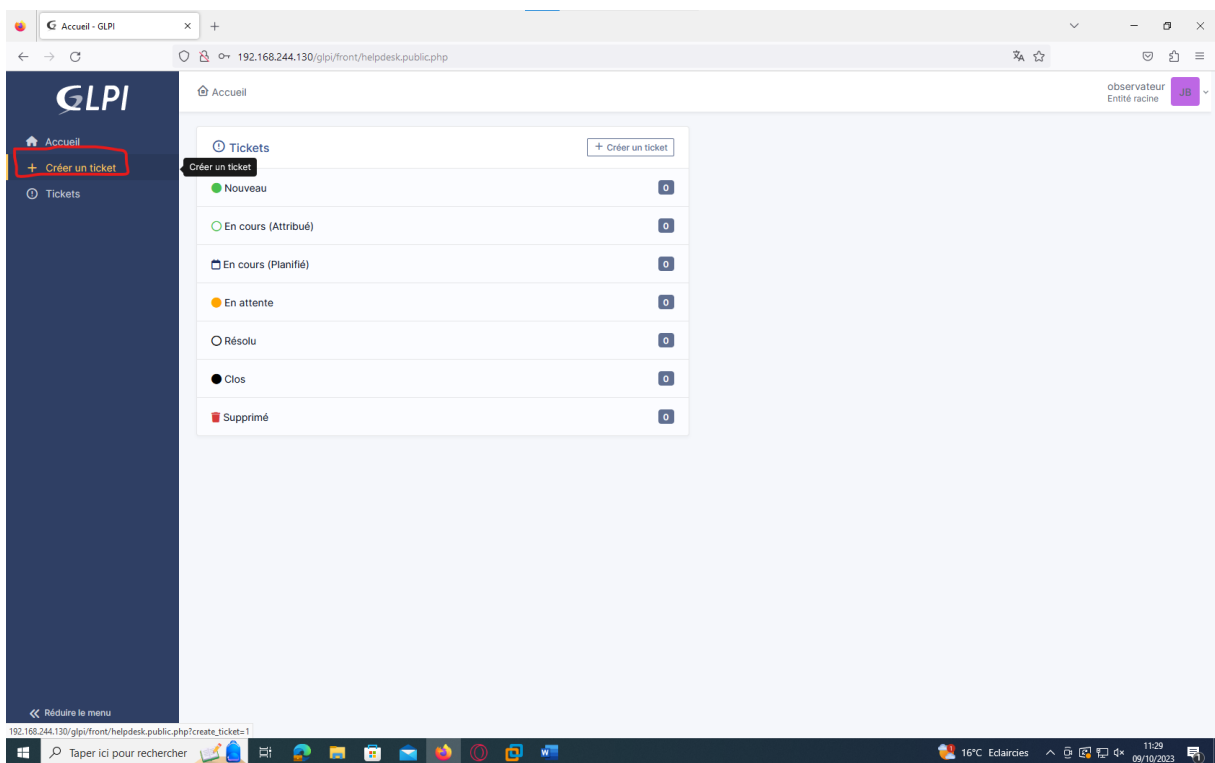 Accueil - GLPI
192.168.244.130/glpi/front/helpdesk.public.php
GLPI
Accueil
observateur
Entité racine
JB
Accueil
Créer un ticket
Tickets
Tickets
+ Créer un ticket
Créer un ticket
Nouveau 0
En cours (Attribué) 0
En cours (Planifié) 0
En attente 0
Résolu 0
Clos 0
Supprimé 0
Réduire le menu
192.168.244.130/glpi/front/helpdesk.public.php?create_ticket=1
Taper ici pour rechercher
16°C Eclaircies
11:29
09/10/2023